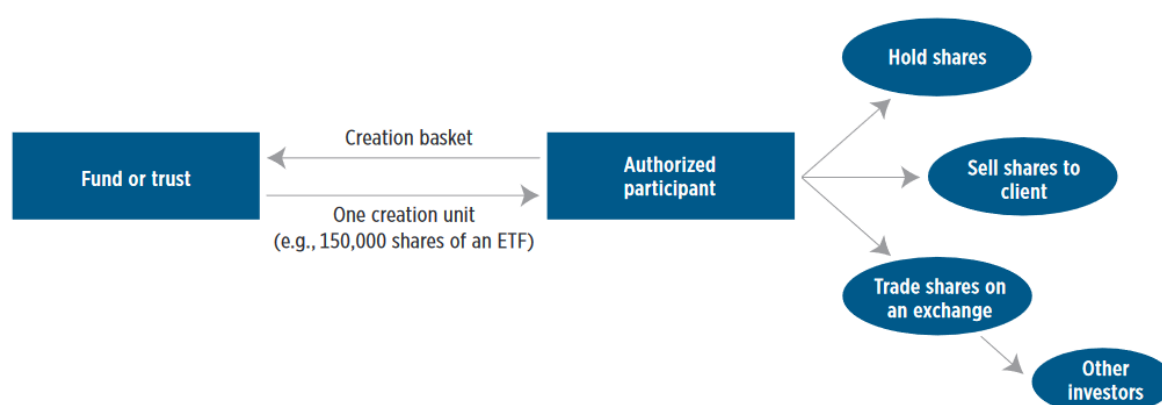 Hold shares
Creation basket
Fund or trust
Authorized
participant
Sell shares to
client
One creation unit
(e.g., 150,000 shares of an ETF)
Trade shares on
an exchange
Other
investors